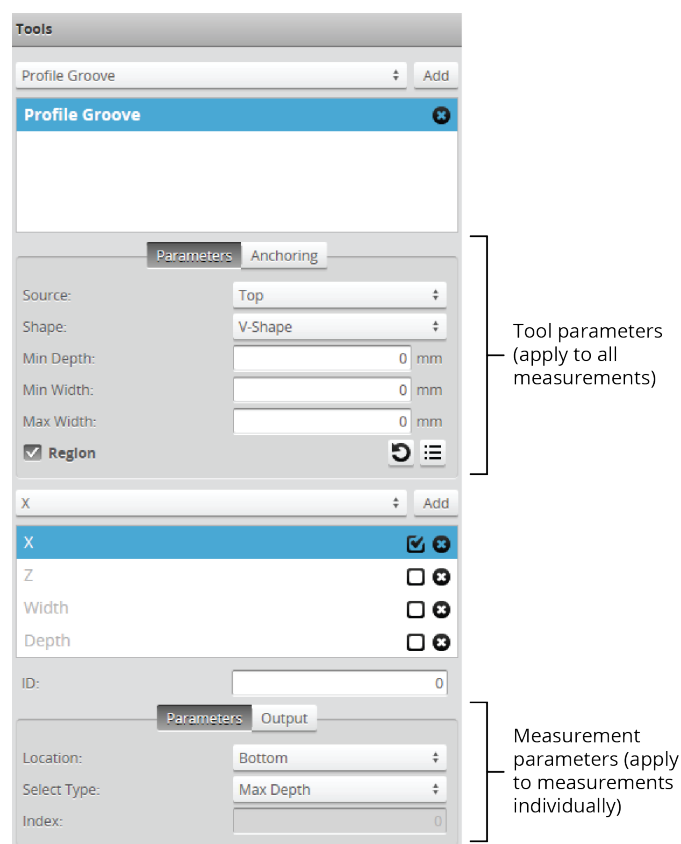 Tools
Profile Groove Add
Profile Groove
Parameters Anchoring
Source: Top
Shape: V-Shape
Min Depth: 0 mm
Min Width: 0 mm
Max Width: 0 mm
Region
Tool parameters
(apply to all
measurements)
X Add
X
Z
Width
Depth
ID: 0
Parameters Output
Location: Bottom
Select Type: Max Depth
Index: 0
Measurement
parameters (apply
to measurements
individually)